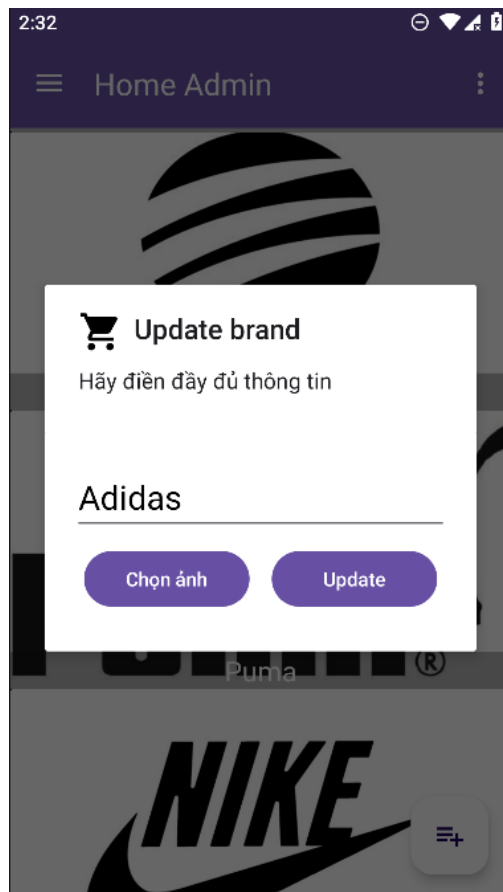 2:32
Home Admin
Update brand
Hãy điền đầy đủ thông tin
Adidas
Chọn ảnh
Update
®
Puma
NIKE